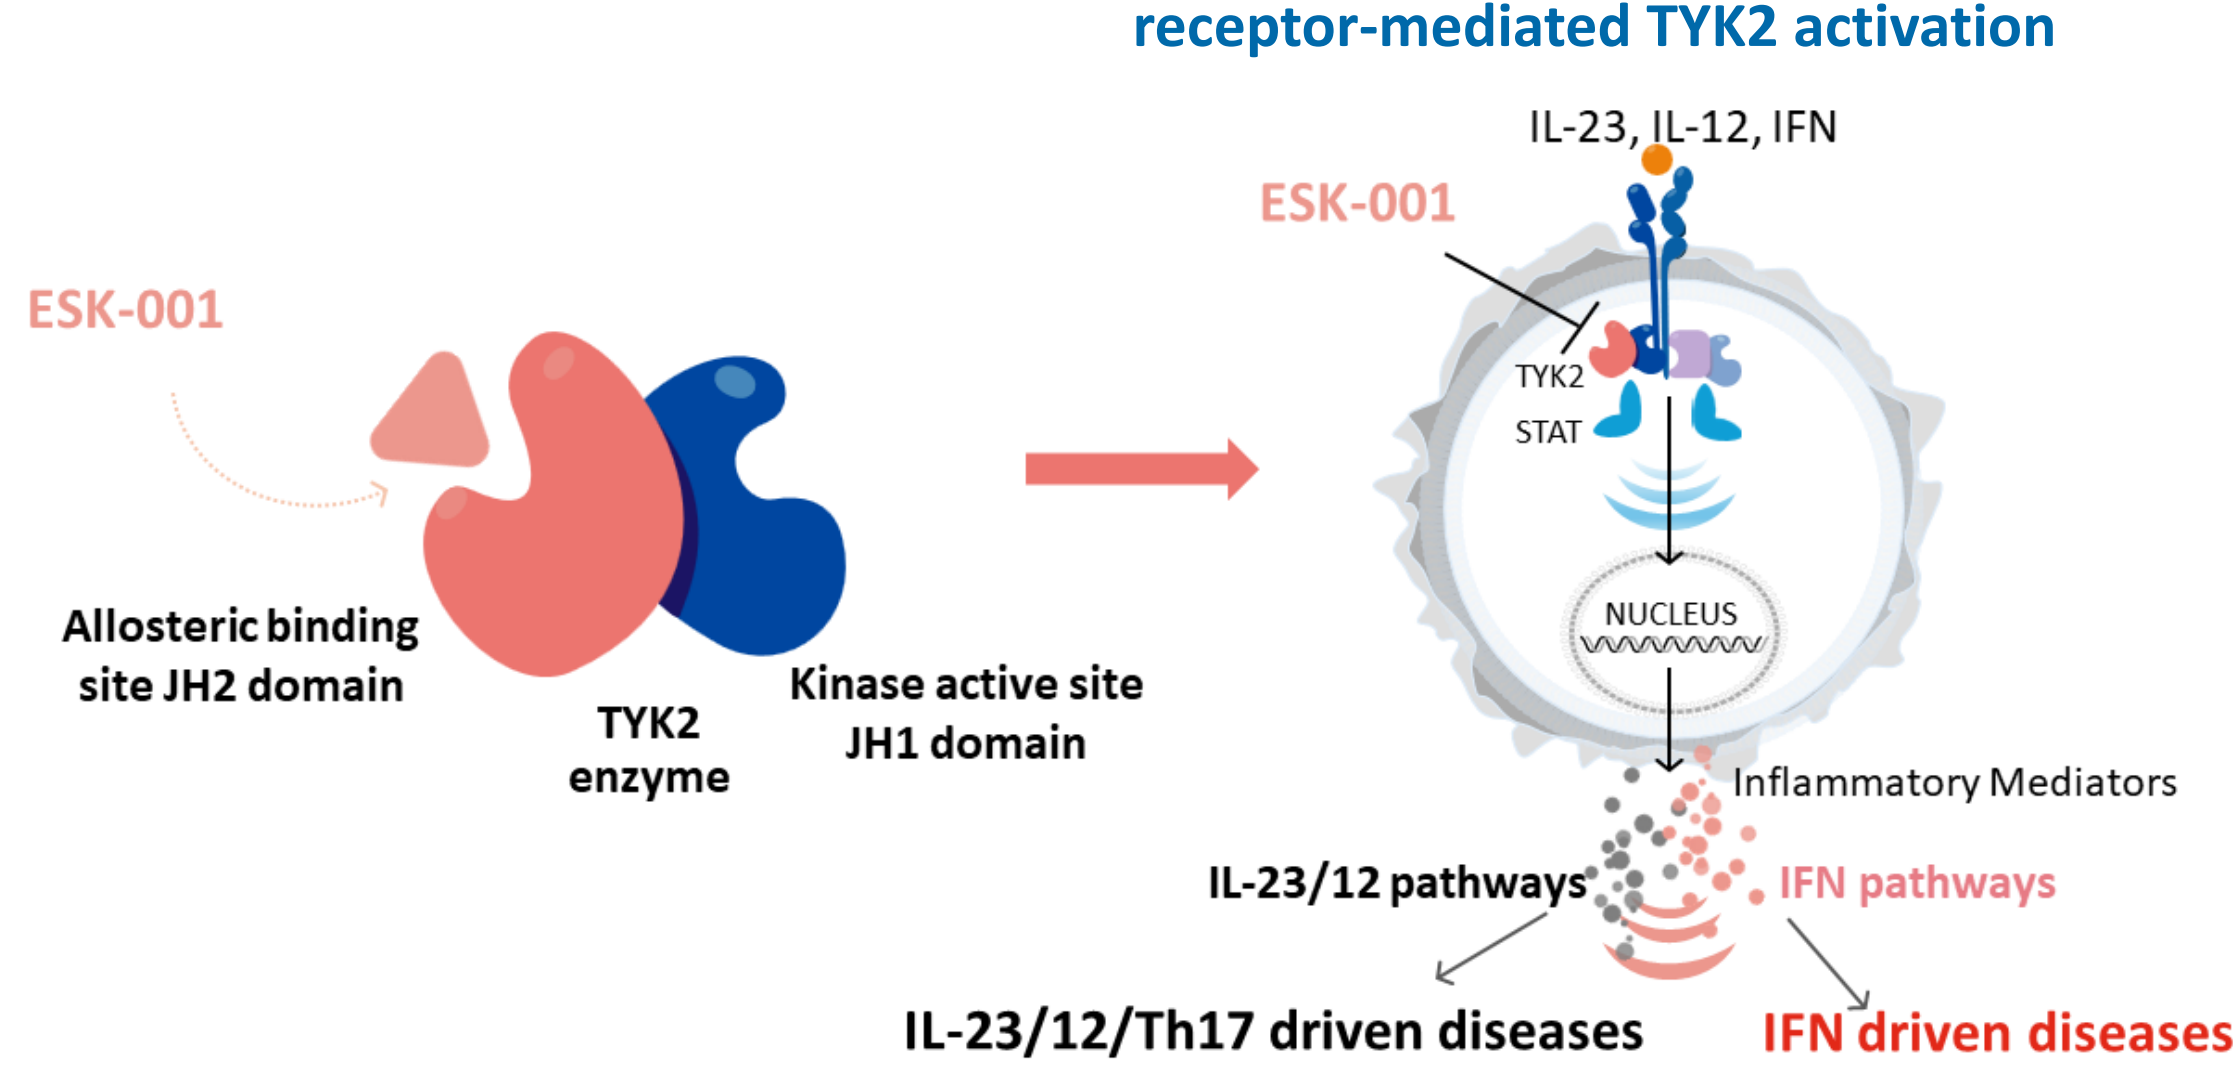 receptor-mediated TYK2 activation
IL-23, IL-12, IFN
ESK-001
ESK-001
TYK2
STAT
Allosteric binding
site JH2 domain
TYK2
enzyme
Kinase active site
JH1 domain
NUCLEUS
Inflammatory Mediators
IL-23/12 pathways
IFN pathways
IL-23/12/Th17 driven diseases
IFN driven diseases